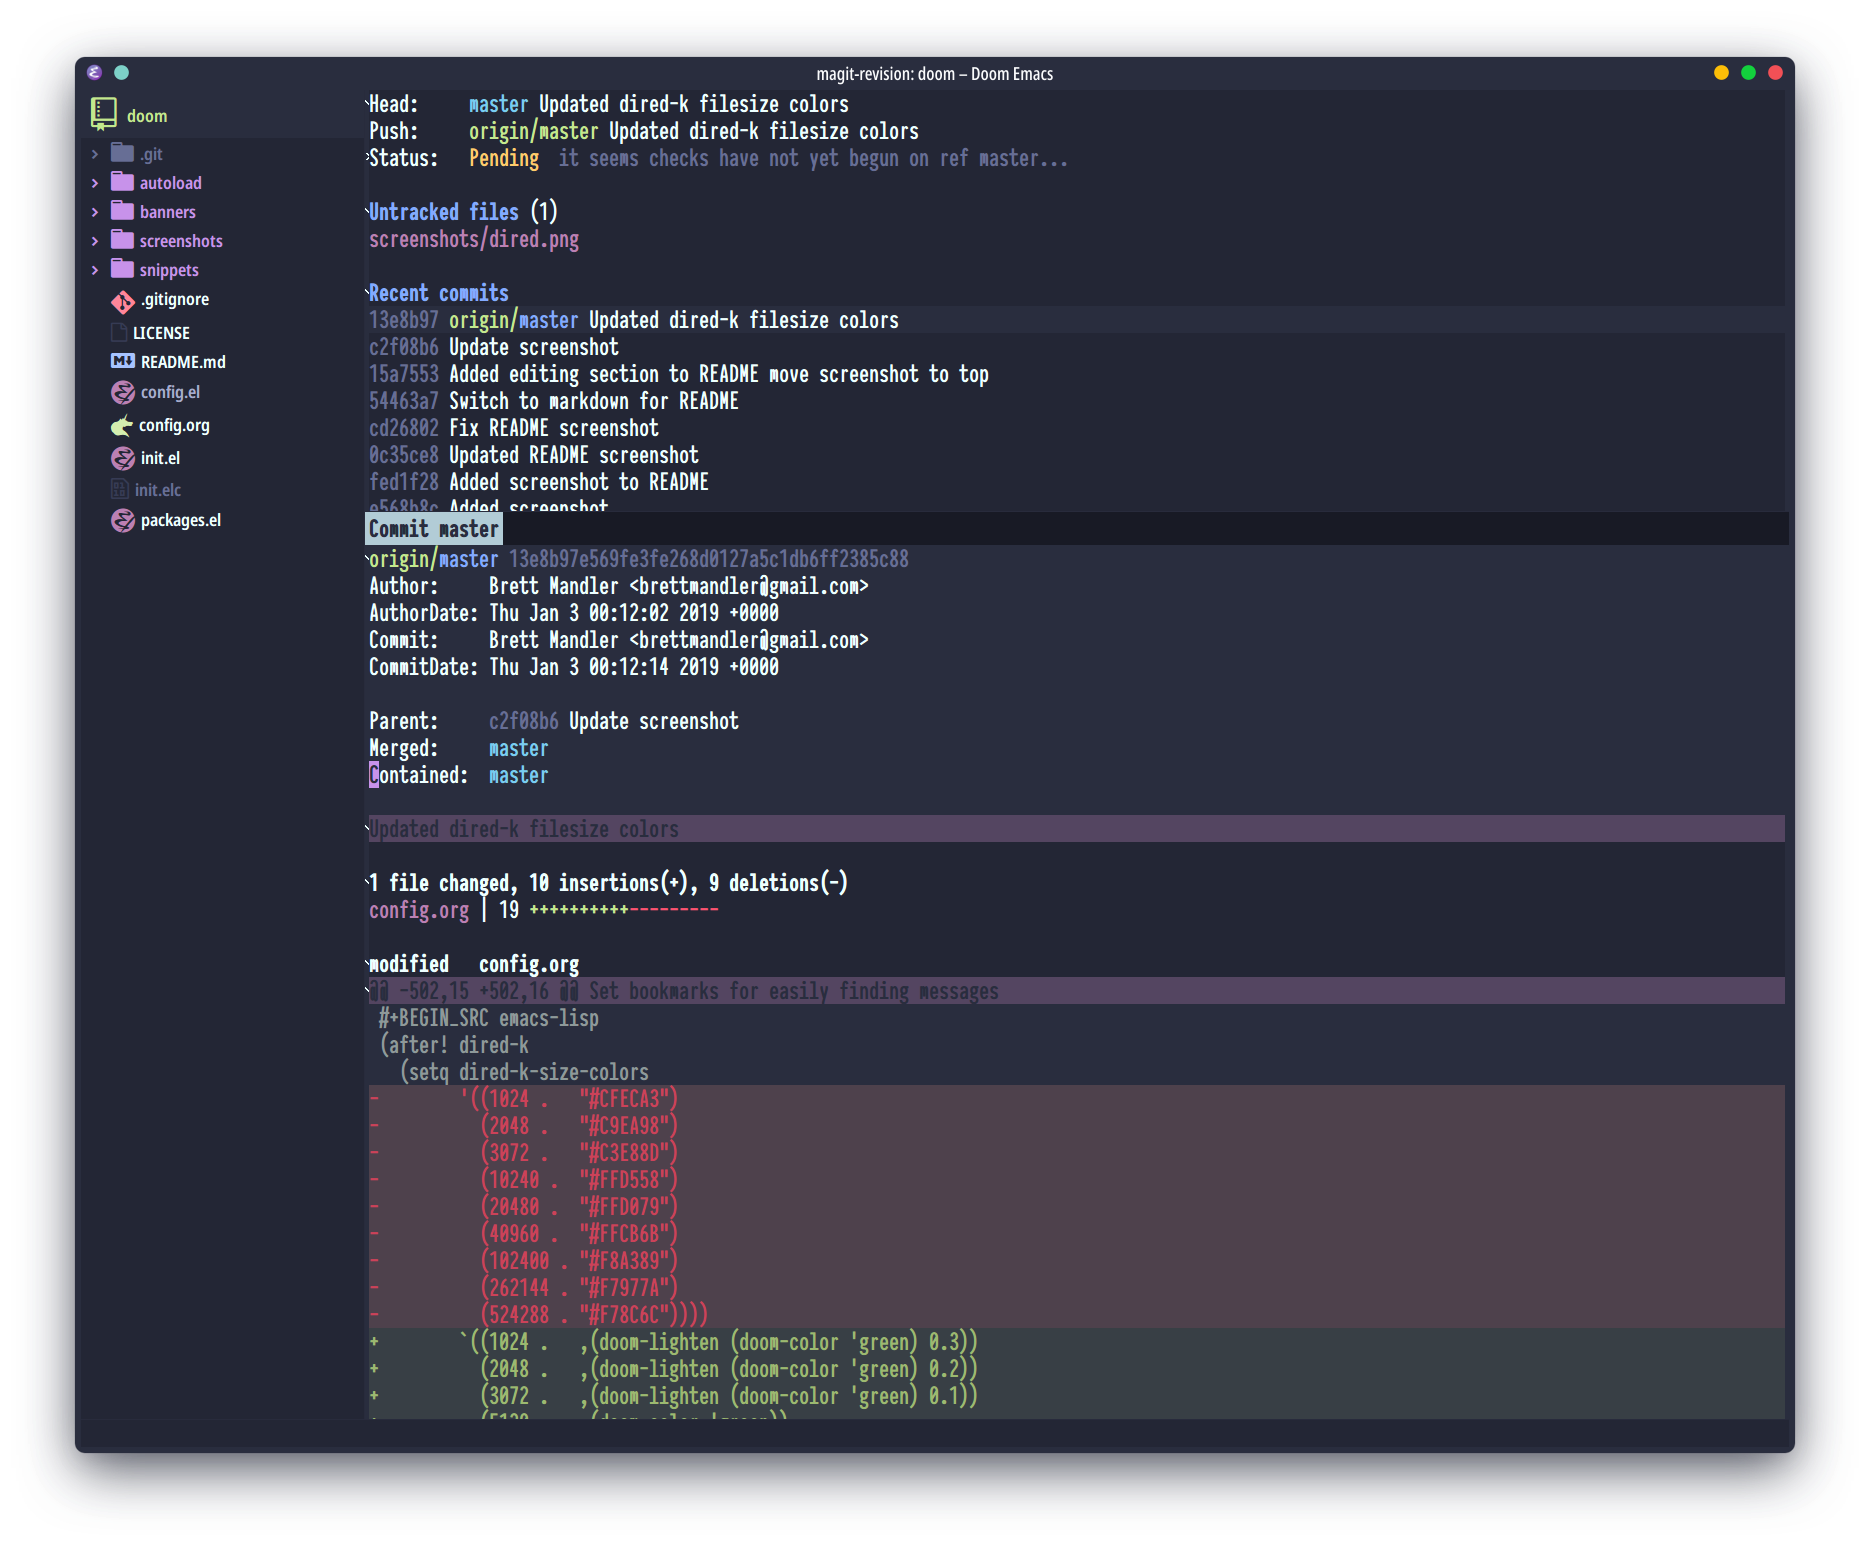 magit-revision: doom – Doom Emacs
doom
.git
autoload
banners
screenshots
snippets
.gitignore
LICENSE
README.md
config.el
config.org
init.el
init.elc
packages.el
Head:     master Updated dired-k filesize colors
Push:     origin/master Updated dired-k filesize colors
Status:   Pending  it seems checks have not yet begun on ref master...
Untracked files (1)
screenshots/dired.png
Recent commits
13e8b97 origin/master Updated dired-k filesize colors
c2f08b6 Update screenshot
15a7553 Added editing section to README move screenshot to top
54463a7 Switch to markdown for README
cd26802 Fix README screenshot
0c35ce8 Updated README screenshot
fed1f28 Added screenshot to README
e568b8c Added screenshot
Commit master
origin/master 13e8b97e569fe3fe268d0127a5c1db6ff2385c88
Author:     Brett Mandler <brettmandler@gmail.com>
AuthorDate: Thu Jan 3 00:12:02 2019 +0000
Commit:     Brett Mandler <brettmandler@gmail.com>
CommitDate: Thu Jan 3 00:12:14 2019 +0000
Parent:     c2f08b6 Update screenshot
Merged:     master
Contained:  master
Updated dired-k filesize colors
1 file changed, 10 insertions(+), 9 deletions(-)
config.org | 19 ++++++++++---------
modified   config.org
@@ -502,15 +502,16 @@ Set bookmarks for easily finding messages
 #+BEGIN_SRC emacs-lisp
 (after! dired-k
   (setq dired-k-size-colors
-        '((1024 .   "#CFECA3")
-          (2048 .   "#C9EA98")
-          (3072 .   "#C3E88D")
-          (10240 .  "#FFD558")
-          (20480 .  "#FFD079")
-          (40960 .  "#FFCB6B")
-          (102400 . "#F8A389")
-          (262144 . "#F7977A")
-          (524288 . "#F78C6C"))))
+        `((1024 .   ,(doom-lighten (doom-color 'green) 0.3))
+          (2048 .   ,(doom-lighten (doom-color 'green) 0.2))
+          (3072 .   ,(doom-lighten (doom-color 'green) 0.1))
+          (5120 .   ,(doom-color 'green))